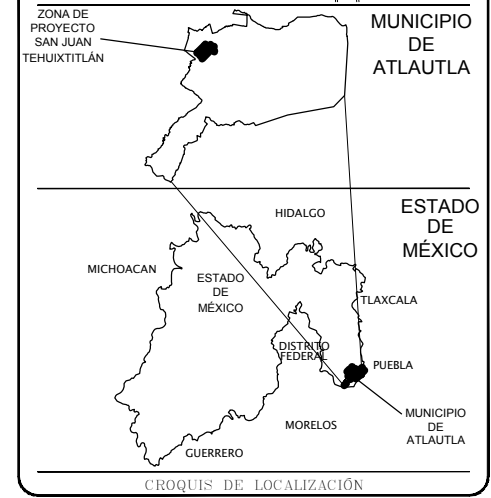 ZONA DE
PROYECTO
SAN JUAN
TEHUIXTITLÁN
MUNICIPIO
DE
ATLAUTLA
ESTADO
DE
MÉXICO
HIDALGO
MICHOACAN
ESTADO
DE
MÉXICO
TLAXCALA
DISTRITO
FEDERAL
PUEBLA
MUNICIPIO
DE
ATLAUTLA
MORELOS
GUERRERO
CROQUIS DE LOCALIZACIÓN